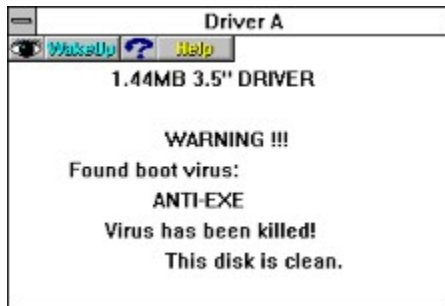 Driver A
WakeUp ? Help
1.44MB 3.5" DRIVER
WARNING !!!
Found boot virus:
ANTI-EXE
Virus has been killed!
This disk is clean.